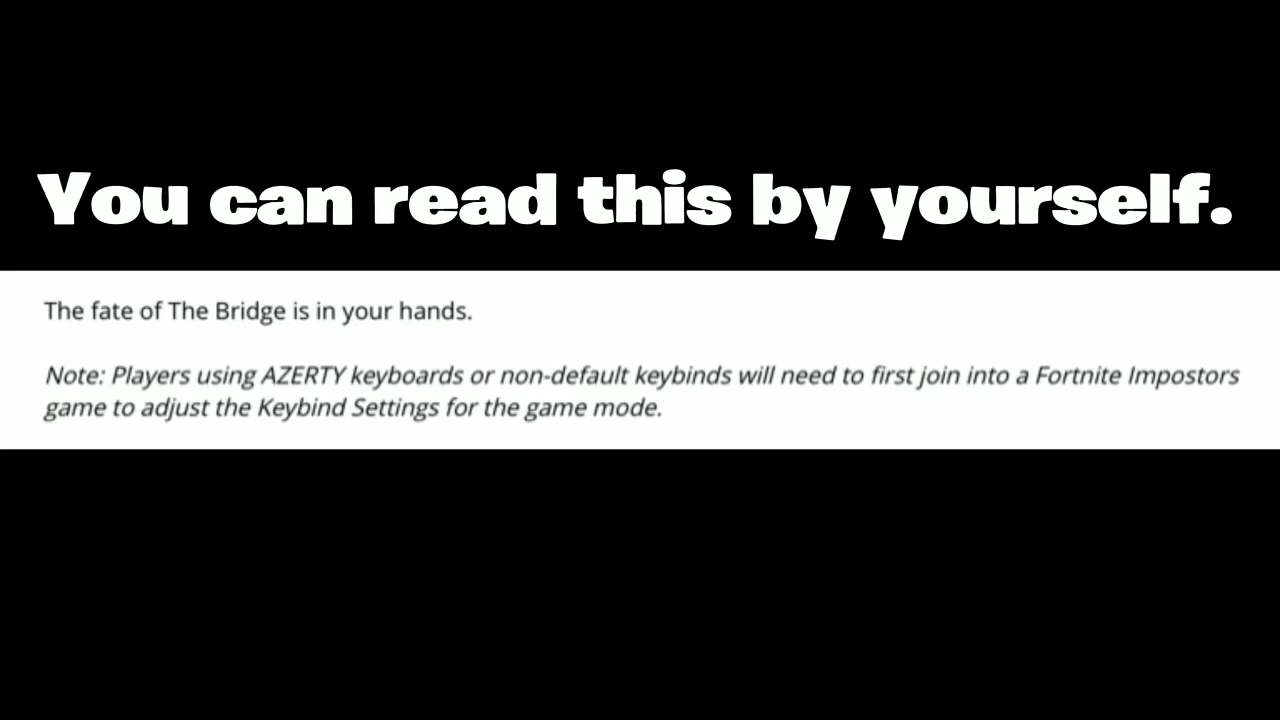 You can read this by yourself.
The fate of The Bridge is in your hands.
Note: Players using AZERTY keyboards or non-default keybinds will need to first join into a Fortnite Impostors
game to adjust the Keybind Settings for the game mode.